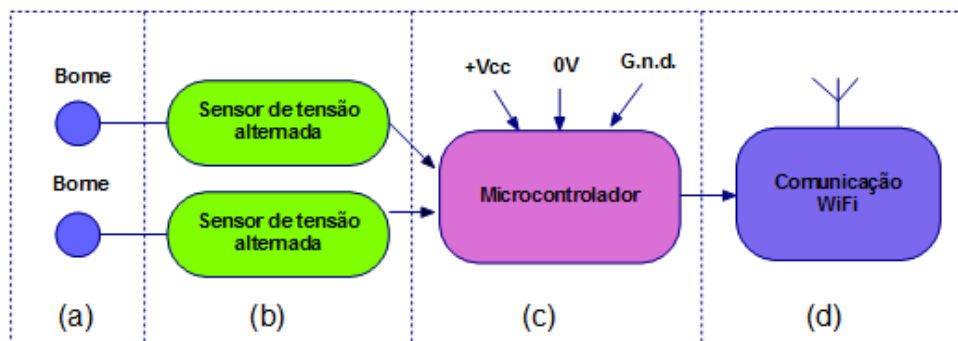 Borne
Sensor de tensão
alternada
Borne
Sensor de tensão
alternada
+Vcc
0V
G.n.d.
Microcontrolador
Comunicação
WiFi
(a)
(b)
(c)
(d)